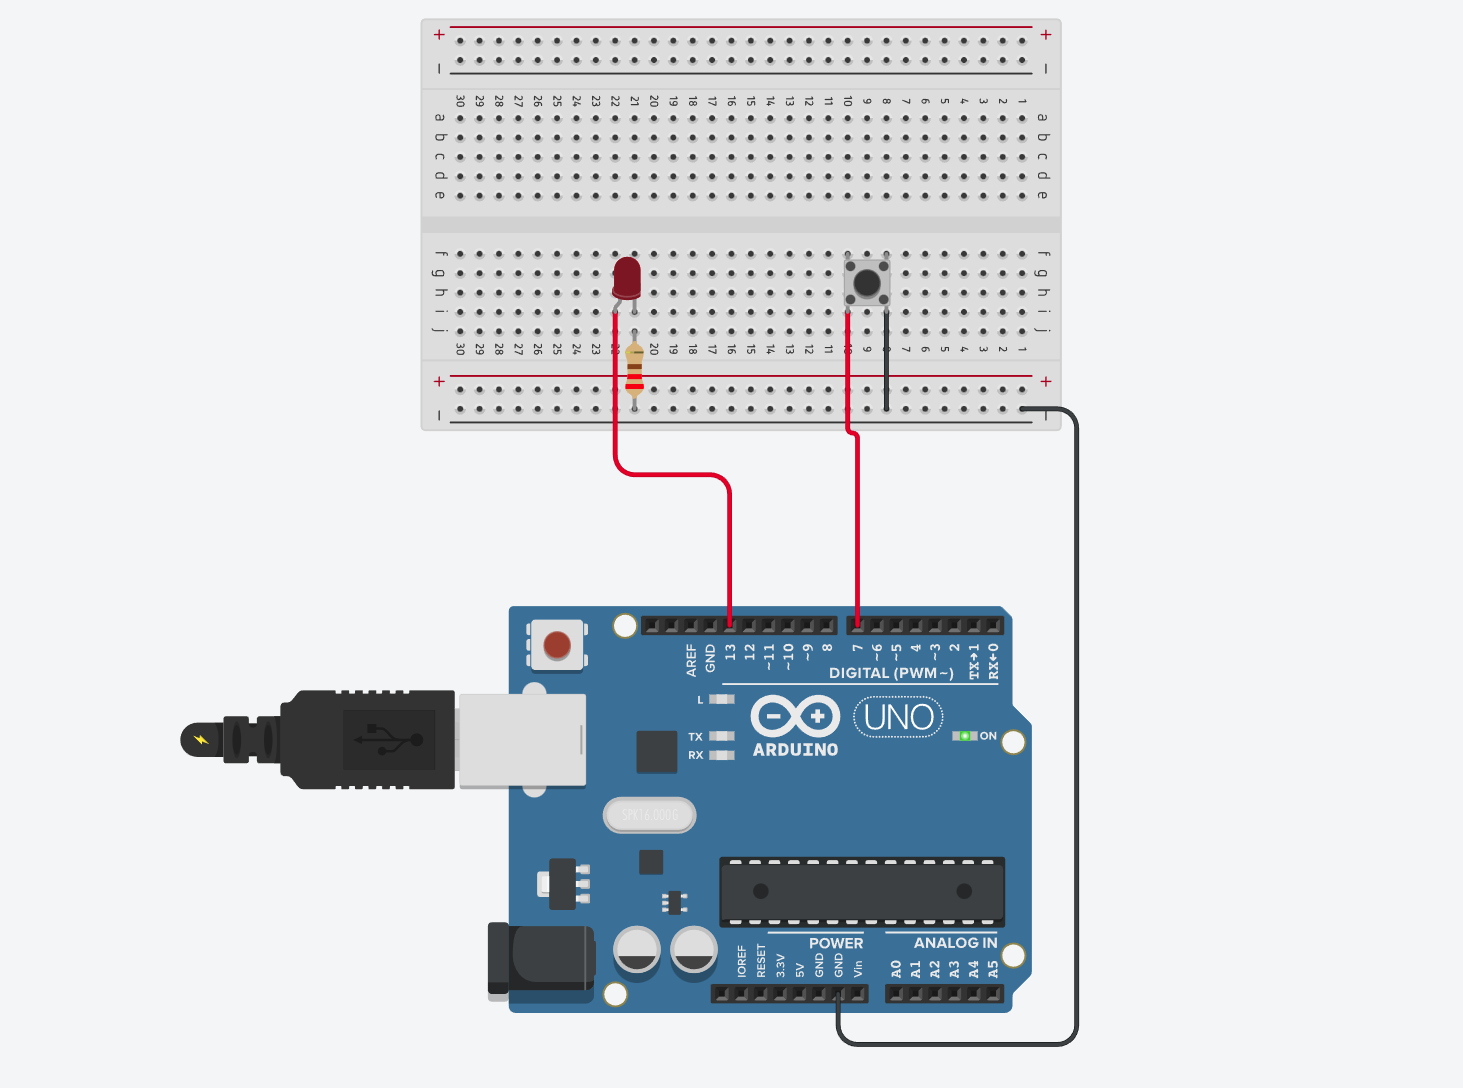 + +
– –
30 29 28 27 26 25 24 23 22 21 20 19 18 17 16 15 14 13 12 11 10 9 8 7 6 5 4 3 2 1
a a
b b
c c
d d
e e
f f
g g
h h
i i
j j
30 29 28 27 26 25 24 23 20 19 18 17 16 15 14 13 12 11 10 9 8 7 6 5 4 3 2 1
+ +
– –
AREF GND 13 12 ~11 ~10 ~9 8 7 ~6 ~5 4 ~3 2 TX→1 RX←0
DIGITAL (PWM~)
L
TX
RX
ARDUINO
UNO
ON
SPK16.000G
POWER ANALOG IN
IOREF RESET 3.3V 5V GND GND Vin A0 A1 A2 A3 A4 A5